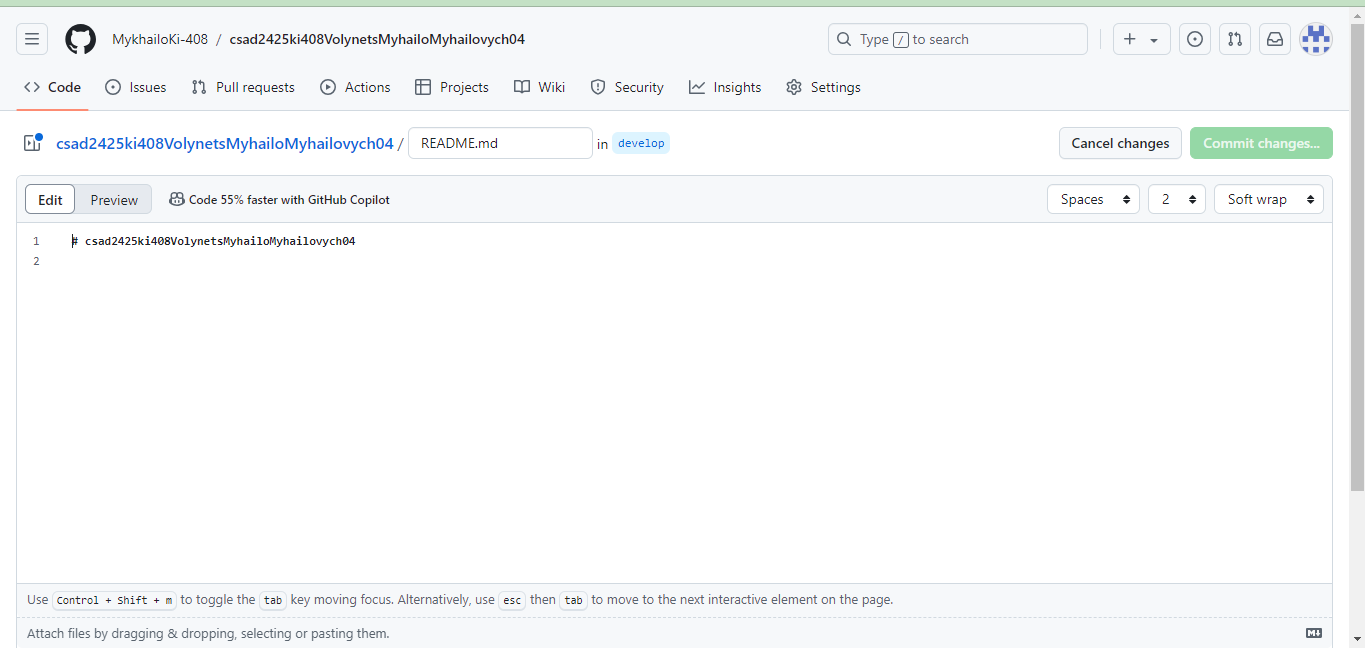 MykhailoKi-408 / csad2425ki408VolynetsMyhailoMyhailovych04 Type / to search
Code Issues Pull requests Actions Projects Wiki Security Insights Settings
csad2425ki408VolynetsMyhailoMyhailovych04 / README.md in develop Cancel changes Commit changes...
Edit Preview Code 55% faster with GitHub Copilot Spaces 2 Soft wrap
1 # csad2425ki408VolynetsMyhailoMyhailovych04
2
Use Control + Shift + m to toggle the tab key moving focus. Alternatively, use esc then tab to move to the next interactive element on the page.
Attach files by dragging & dropping, selecting or pasting them.